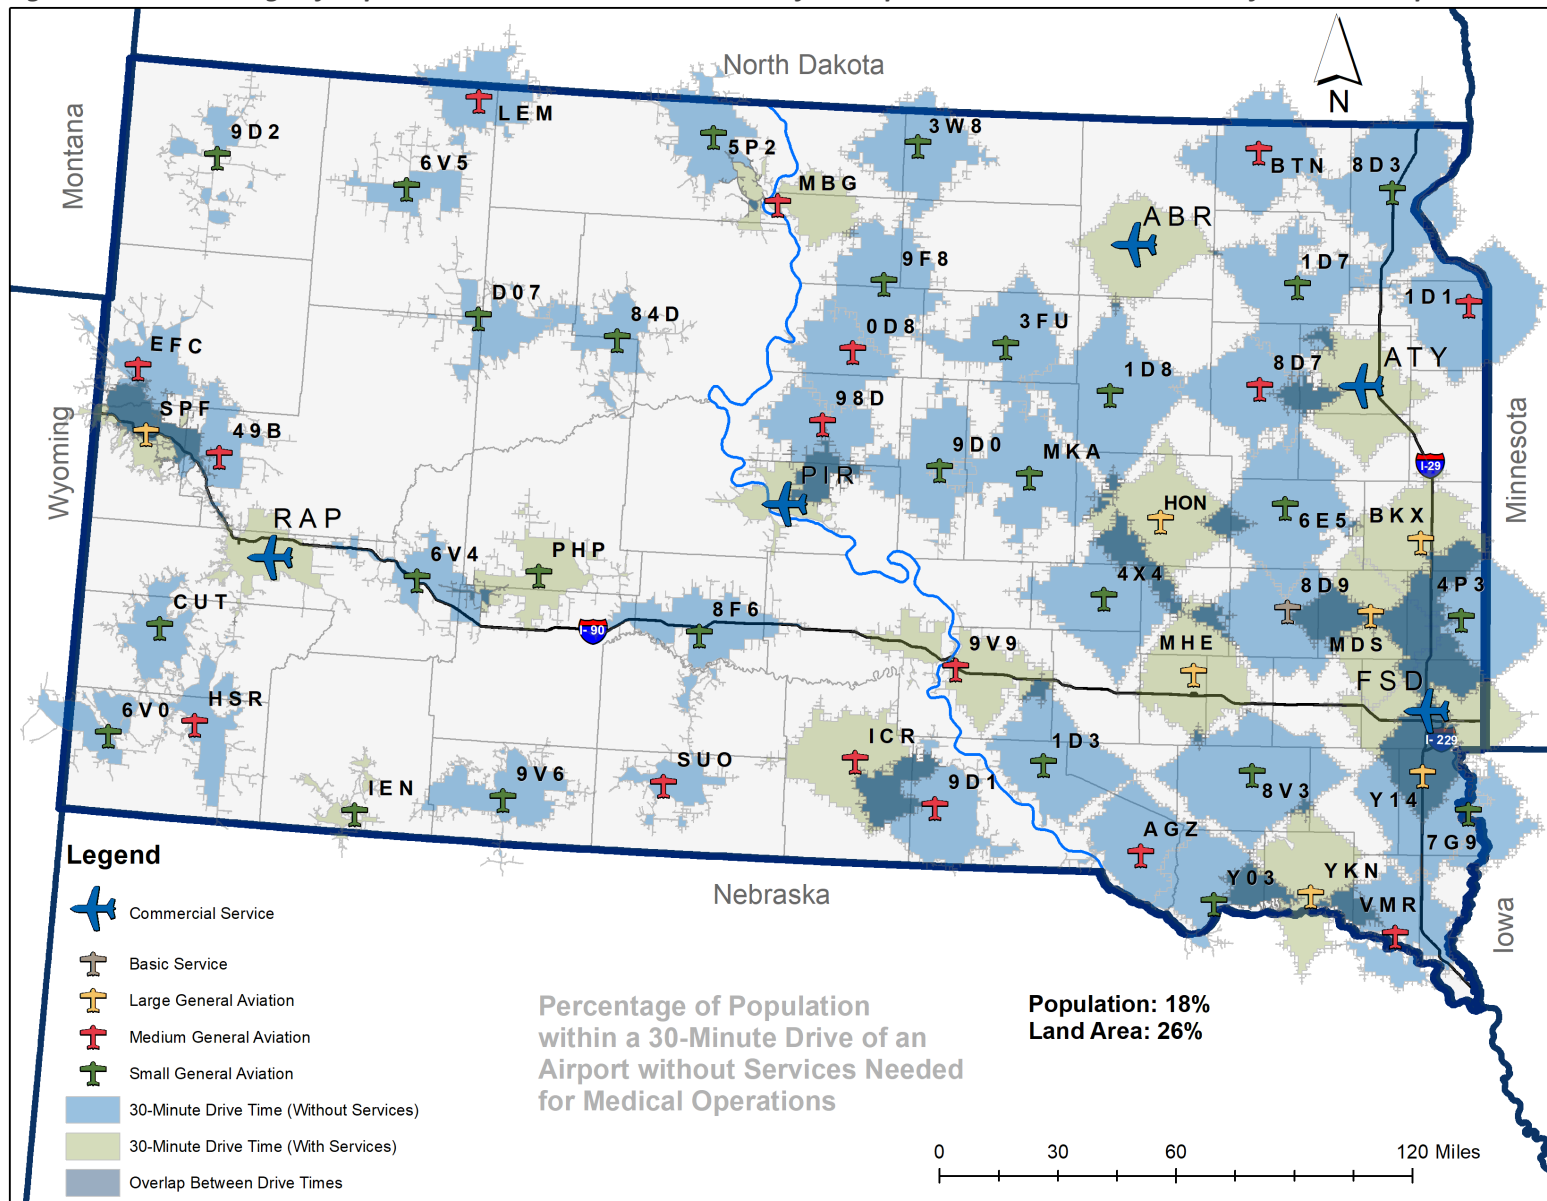 North Dakota
N
Montana
9D2
LEM
6V5
5P2
3W8
MBG
BTN
8D3
ABR
9F8
1D7
1D1
D07
84D
0D8
3FU
EFC
1D8
8D7
ATY
SPF
49B
98D
9D0
MKA
Wyoming
Minnesota
I-29
PIR
HON
6E5
BKX
RAP
6V4
PHP
4X4
8D9
4P3
CUT
8F6
I-90
9V9
MHE
MDS
FSD
6V0
HSR
I-229
ICR
1D3
IEN
9V6
SUO
9D1
8V3
Y14
7G9
AGZ
Y03
YKN
VMR
Nebraska
Iowa
Legend
Commercial Service
Basic Service
Large General Aviation
Medium General Aviation
Small General Aviation
30-Minute Drive Time (Without Services)
30-Minute Drive Time (With Services)
Overlap Between Drive Times
Percentage of Population
within a 30-Minute Drive of an
Airport without Services Needed
for Medical Operations
Population: 18%
Land Area: 26%
0 30 60 120 Miles